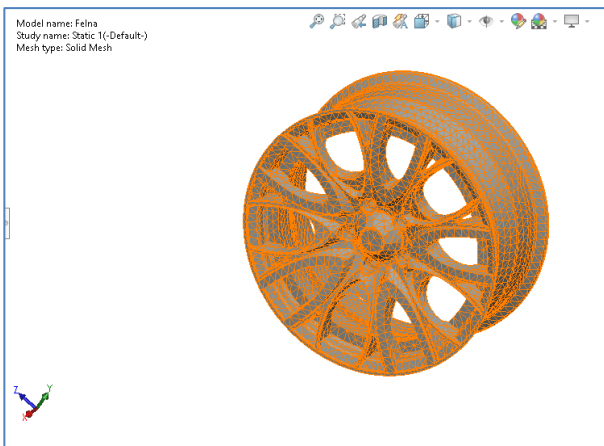 Model name: Felna
Study name: Static 1(-Default-)
Mesh type: Solid Mesh
Z
Y
X